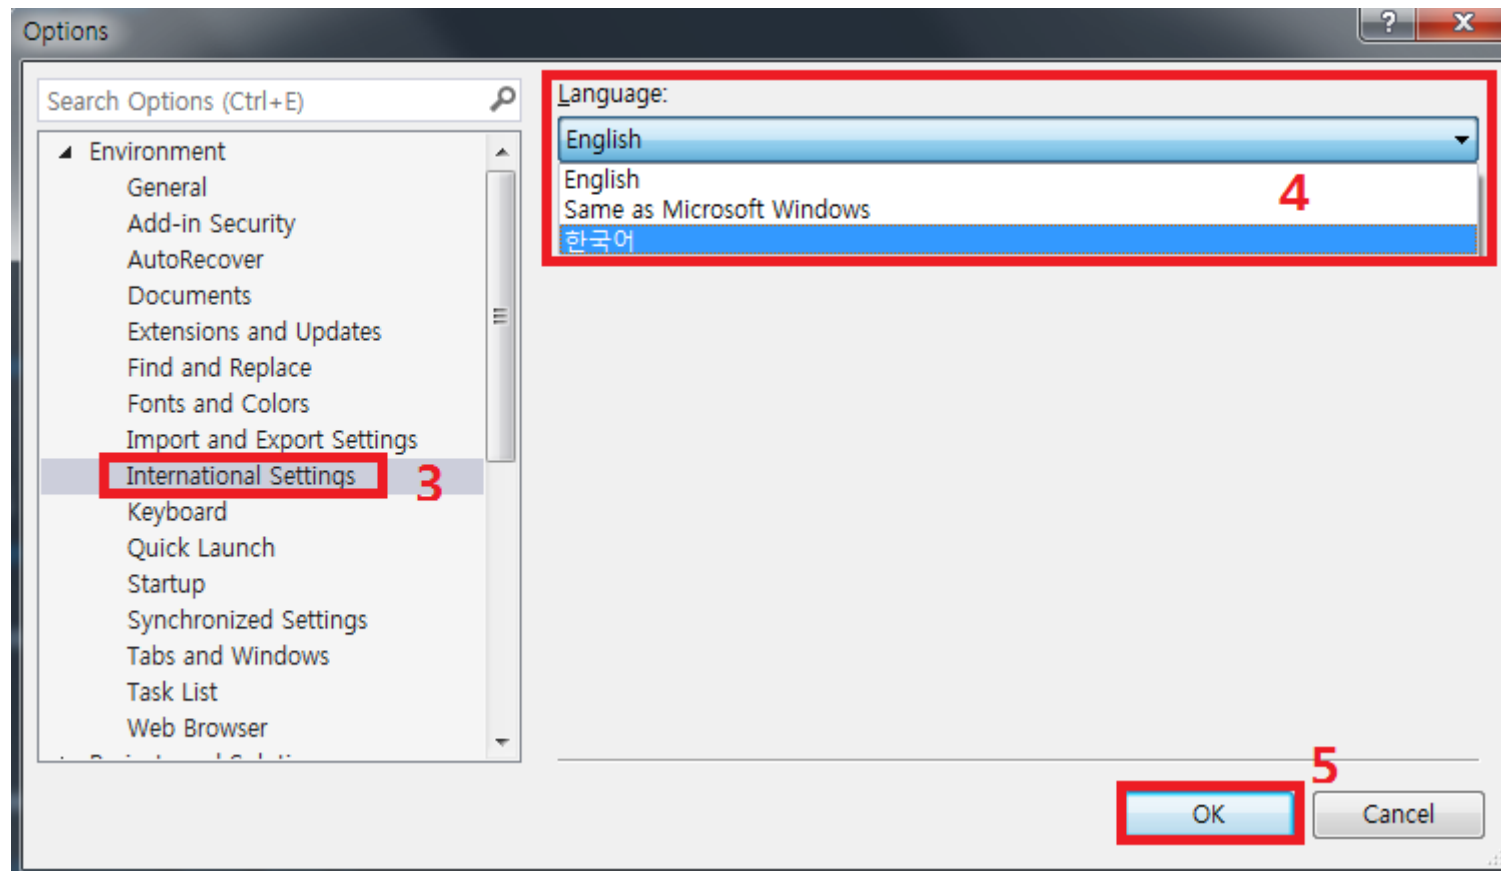 Options
?
Search Options (Ctrl+E)
Environment
General
Add-in Security
AutoRecover
Documents
Extensions and Updates
Find and Replace
Fonts and Colors
Import and Export Settings
International Settings
3
Keyboard
Quick Launch
Startup
Synchronized Settings
Tabs and Windows
Task List
Web Browser
Language:
English
English
Same as Microsoft Windows
한국어
4
5
OK
Cancel